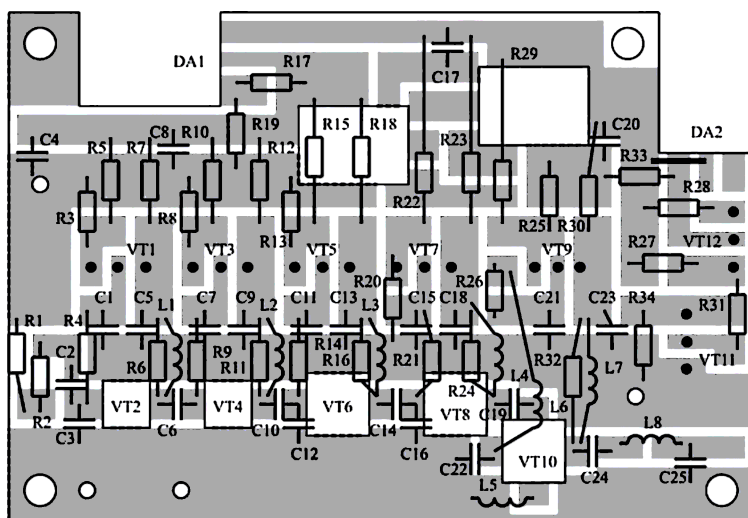 DA1
R17
C17
R29
C4
R5
R7
C8
R10
R19
R12
R15
R18
R23
C20
DA2
R33
R3
R8
R13
R22
R25
R30
R28
VT1
VT3
VT5
VT7
VT9
VT12
R27
R20
R26
R31
R1
R4
C1
C5
L1
C7
C9
L2
C11
C13
L3
C15
C18
C21
C23
R34
R2
C2
R6
R9
R11
R14
R16
R21
R24
L4
R32
L7
VT11
C3
VT2
C6
VT4
C10
C12
VT6
C14
C16
VT8
C19
L6
L8
C22
L5
VT10
C24
C25